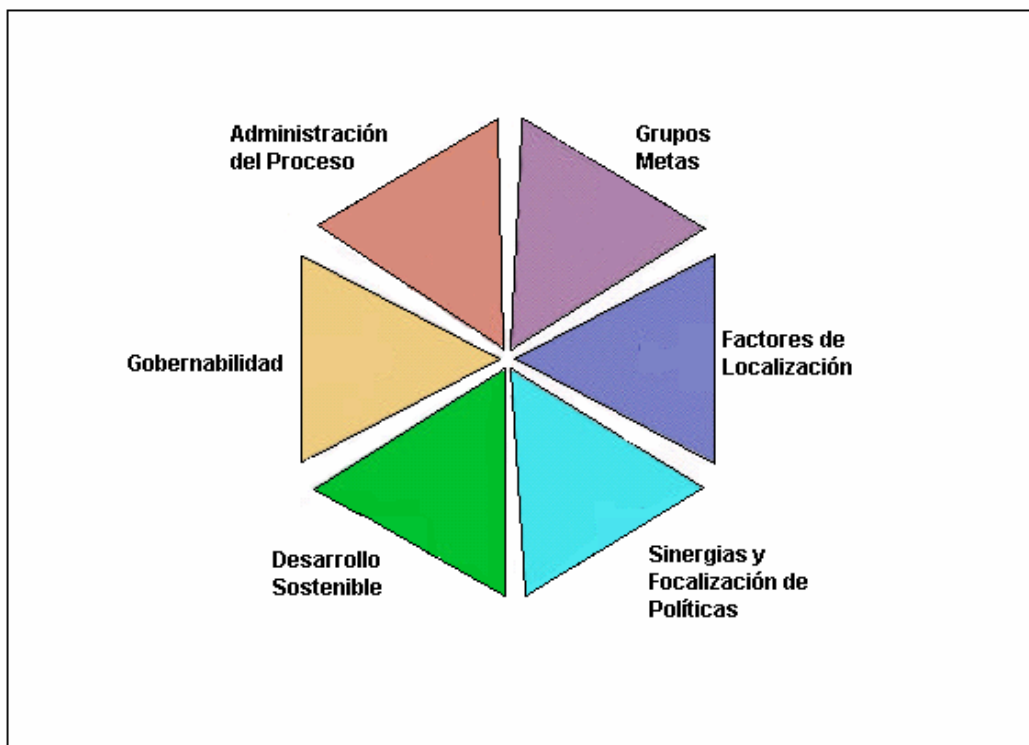 Administración
del Proceso
Grupos
Metas
Gobernabilidad
Factores de
Localización
Desarrollo
Sostenible
Sinergias y
Focalización de
Políticas